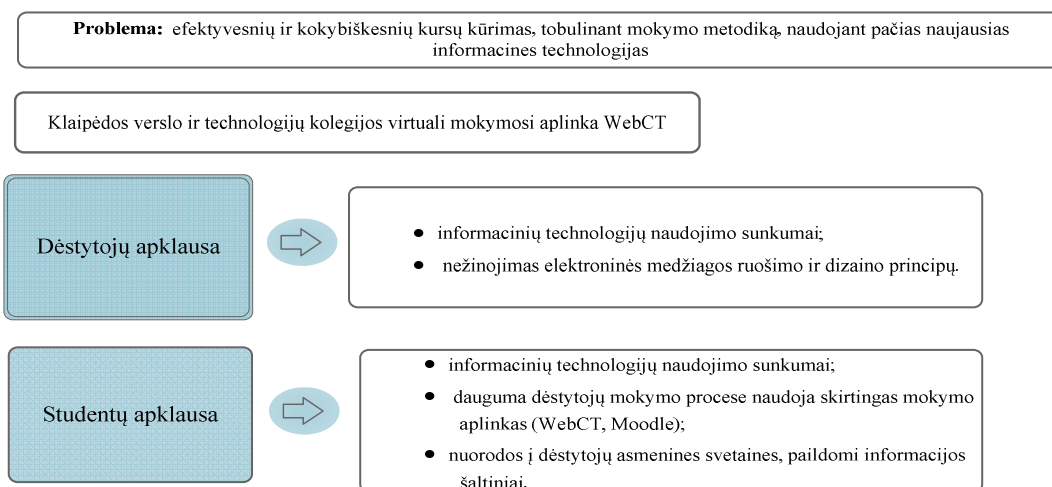 Problema: efektyvesnių ir kokybiškesnių kursų kūrimas, tobulinant mokymo metodiką, naudojant pačias naujausias
informacines technologijas
Klaipėdos verslo ir technologijų kolegijos virtuali mokymosi aplinka WebCT
Dėstytojų apklausa
• informacinių technologijų naudojimo sunkumai;
• nežinojimas elektroninės medžiagos ruošimo ir dizaino principų.
Studentų apklausa
• informacinių technologijų naudojimo sunkumai;
• dauguma dėstytojų mokymo procese naudoja skirtingas mokymo
aplinkas (WebCT, Moodle);
• nuorodos į dėstytojų asmenines svetaines, paildomi informacijos
šaltiniai.